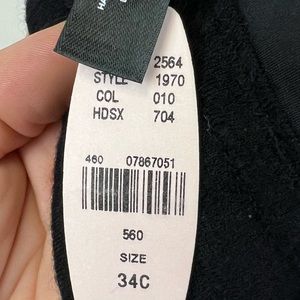 2564
STYLE 1970
COL 010
HDSX 704
460 07867051
560
SIZE
34C